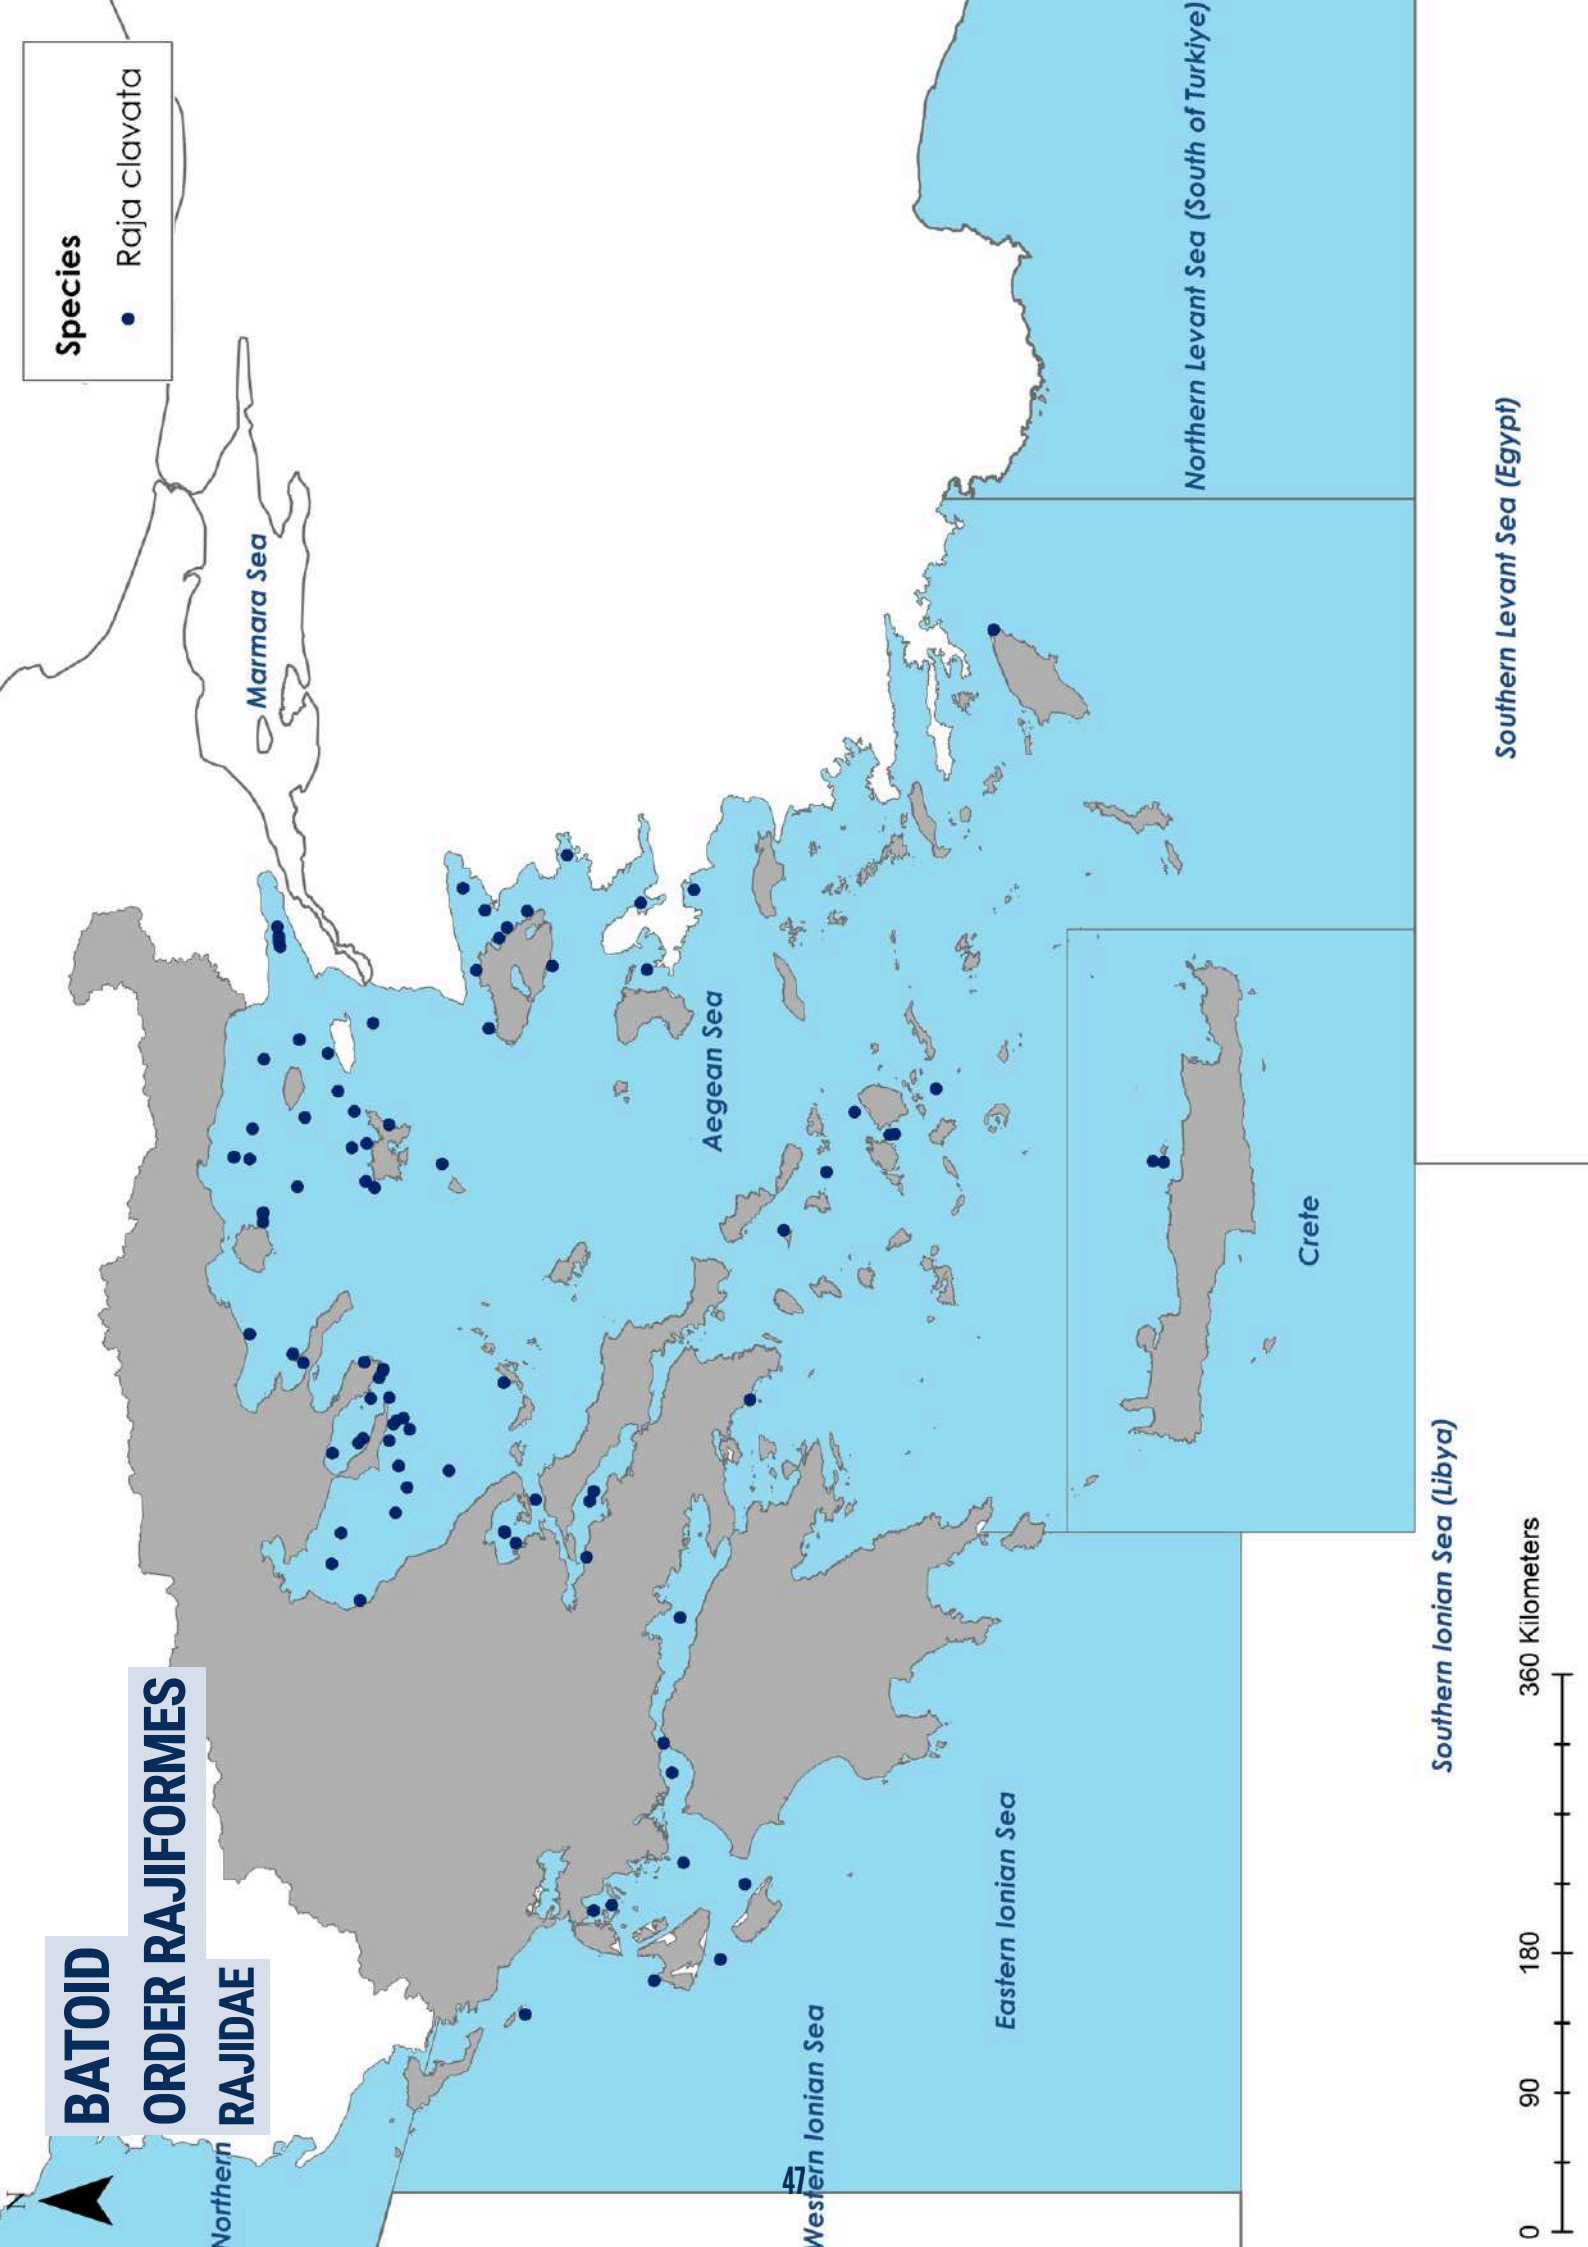 BATOID
ORDER RAJIFORMES
RAJIDAE
N
Species
Raja clavata
Northern
Marmara Sea
Aegean Sea
Western Ionian Sea
Eastern Ionian Sea
Northern Levant Sea (South of Turkiye)
Crete
Southern Ionian Sea (Libya)
Southern Levant Sea (Egypt)
0 90 180 360 Kilometers
47